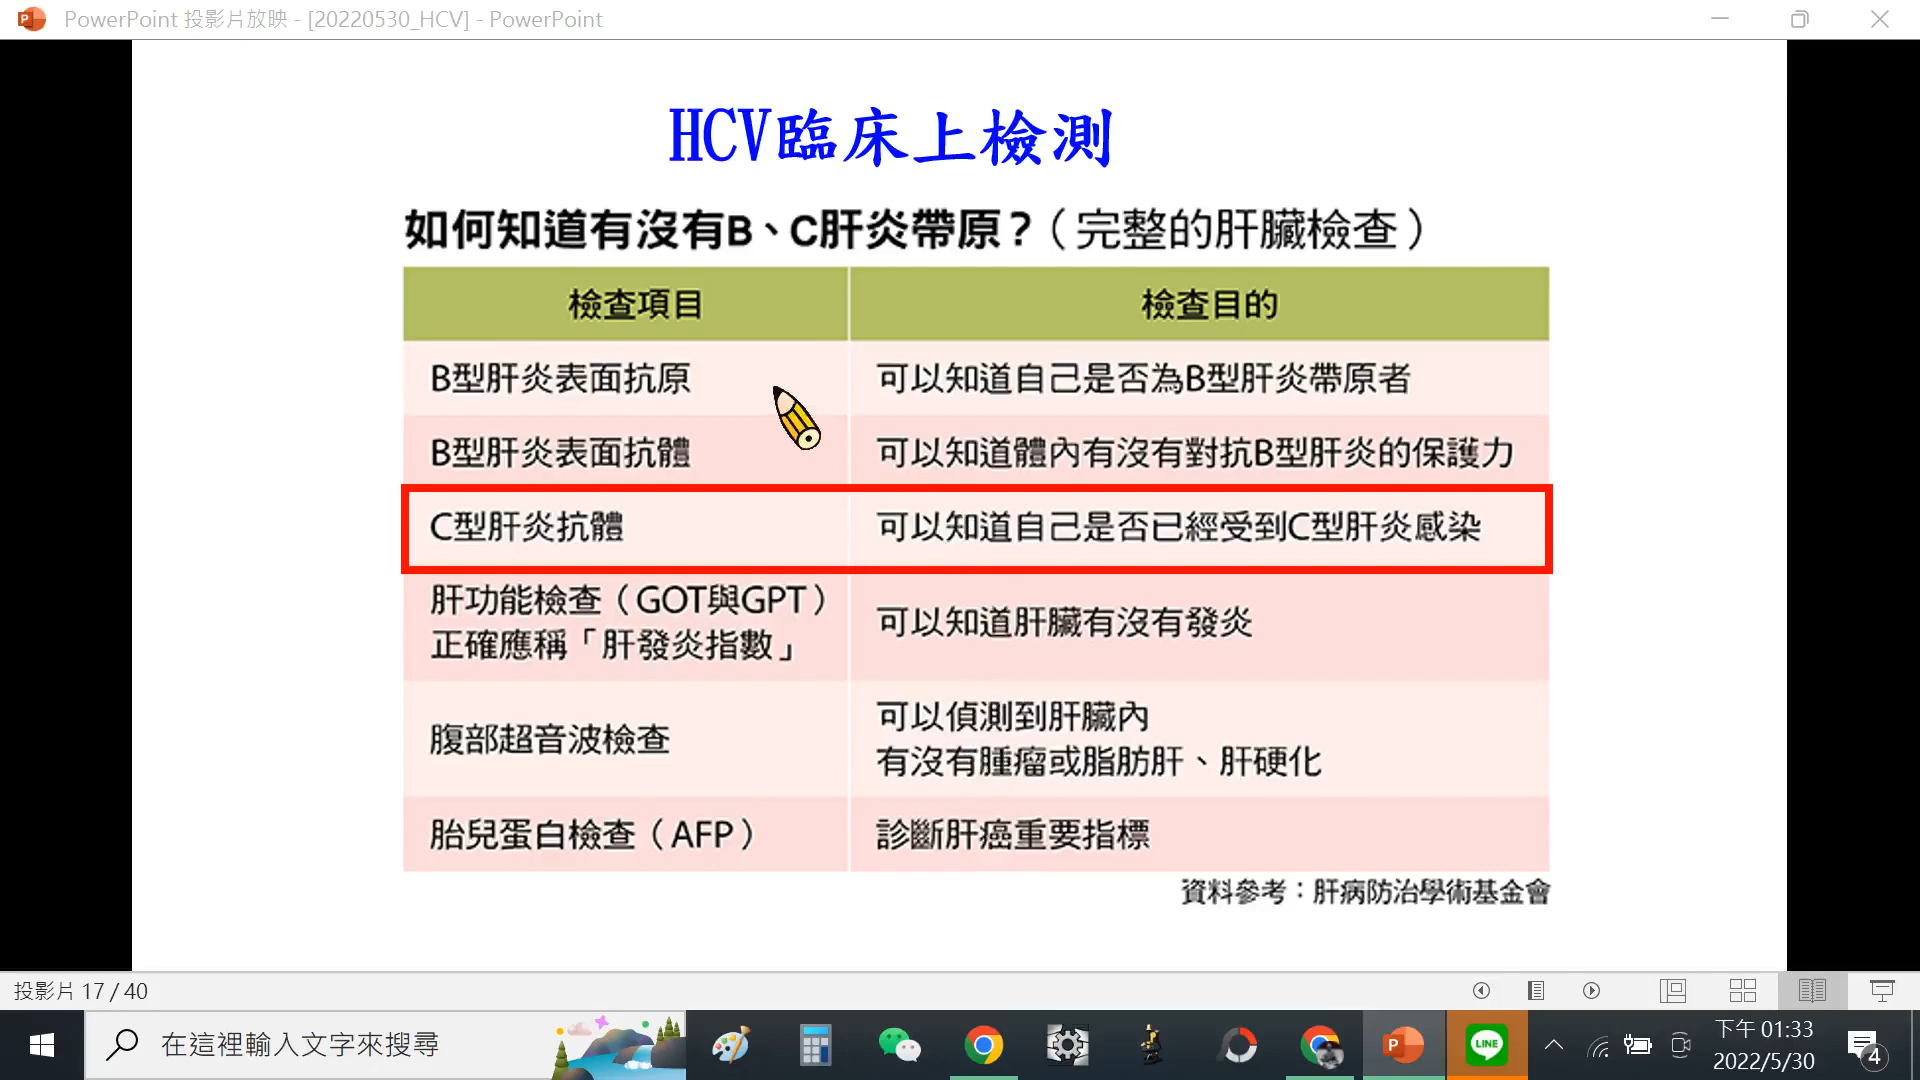 PowerPoint 投影片放映 - [20220530_HCV] - PowerPoint
HCV臨床上檢測
如何知道有沒有B、C肝炎帶原？（完整的肝臟檢查）
檢查項目
檢查目的
B型肝炎表面抗原
可以知道自己是否為B型肝炎帶原者
B型肝炎表面抗體
可以知道體內有沒有對抗B型肝炎的保護力
C型肝炎抗體
可以知道自己是否已經受到C型肝炎感染
肝功能檢查（GOT與GPT）
正確應稱「肝發炎指數」
可以知道肝臟有沒有發炎
腹部超音波檢查
可以偵測到肝臟內
有沒有腫瘤或脂肪肝、肝硬化
胎兒蛋白檢查（AFP）
診斷肝癌重要指標
資料參考：肝病防治學術基金會
投影片 17 / 40
在這裡輸入文字來搜尋
LINE
下午 01:33
2022/5/30
4